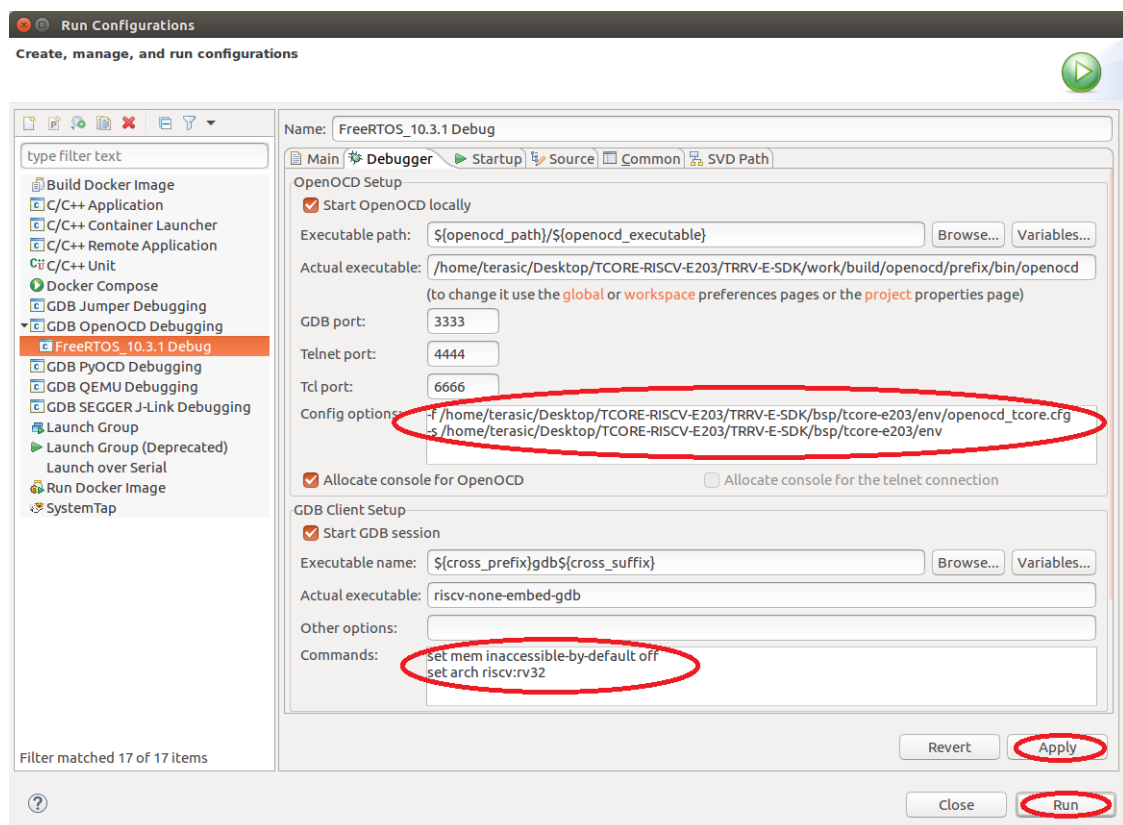 Run Configurations
Create, manage, and run configurations
Name: FreeRTOS_10.3.1 Debug
type filter text
Main Debugger Startup Source Common SVD Path
Build Docker Image
C/C++ Application
C/C++ Container Launcher
C/C++ Remote Application
C/C++ Unit
Docker Compose
GDB Jumper Debugging
GDB OpenOCD Debugging
FreeRTOS_10.3.1 Debug
GDB PyOCD Debugging
GDB QEMU Debugging
GDB SEGGER J-Link Debugging
Launch Group
Launch Group (Deprecated)
Launch over Serial
Run Docker Image
SystemTap
Filter matched 17 of 17 items
OpenOCD Setup
Start OpenOCD locally
Executable path: ${openocd_path}/${openocd_executable} Browse... Variables...
Actual executable: /home/terasic/Desktop/TCORE-RISCV-E203/TRRV-E-SDK/work/build/openocd/prefix/bin/openocd
(to change it use the global or workspace preferences pages or the project properties page)
GDB port: 3333
Telnet port: 4444
Tcl port: 6666
Config options: -f /home/terasic/Desktop/TCORE-RISCV-E203/TRRV-E-SDK/bsp/tcore-e203/env/openocd_tcore.cfg
-s /home/terasic/Desktop/TCORE-RISCV-E203/TRRV-E-SDK/bsp/tcore-e203/env
Allocate console for OpenOCD Allocate console for the telnet connection
GDB Client Setup
Start GDB session
Executable name: ${cross_prefix}gdb${cross_suffix} Browse... Variables...
Actual executable: riscv-none-embed-gdb
Other options:
Commands: set mem inaccessible-by-default off
set arch riscv:rv32
Revert Apply
Close Run